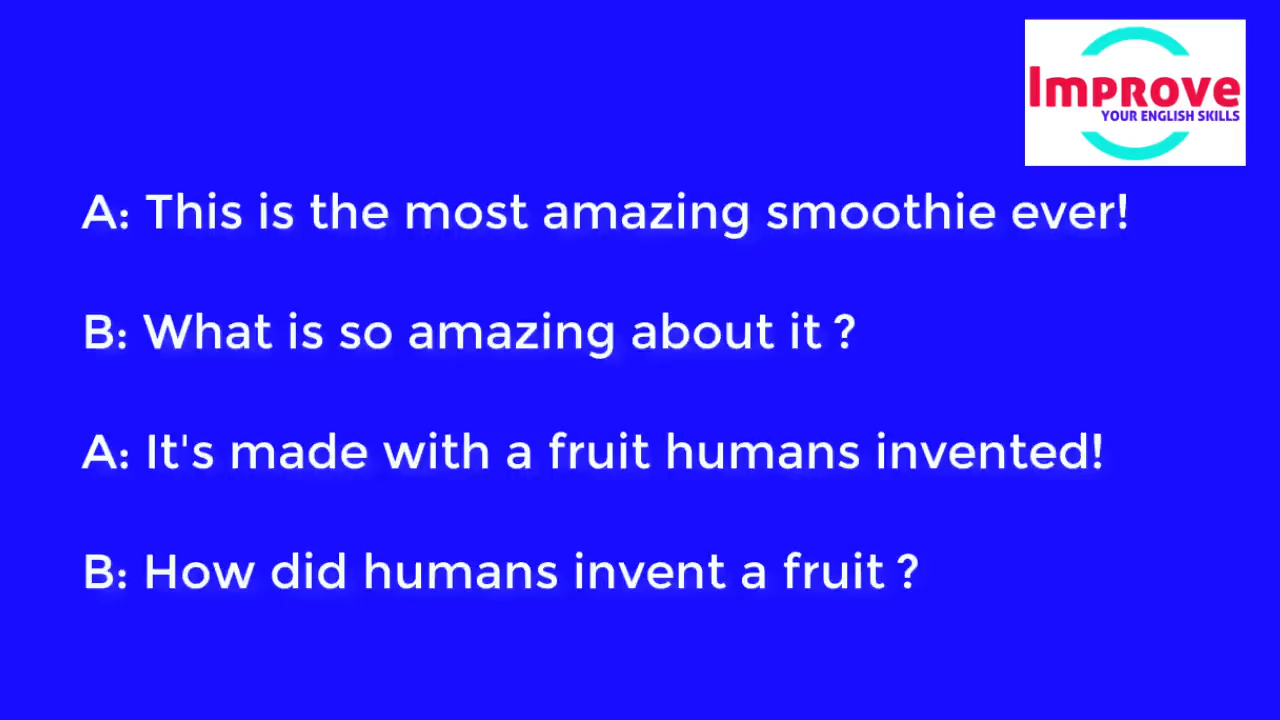 Improve
YOUR ENGLISH SKILLS
A: This is the most amazing smoothie ever!
B: What is so amazing about it ?
A: It's made with a fruit humans invented!
B: How did humans invent a fruit ?